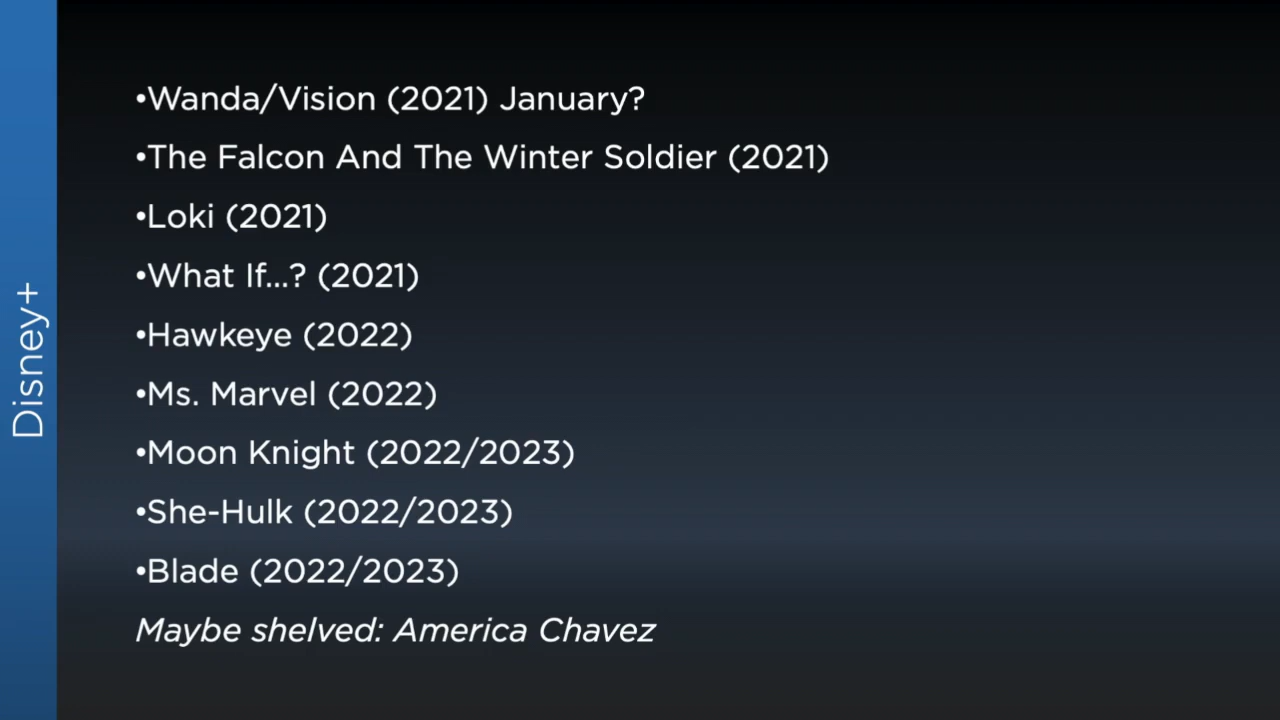 Disney+
•Wanda/Vision (2021) January?
•The Falcon And The Winter Soldier (2021)
•Loki (2021)
•What If...? (2021)
•Hawkeye (2022)
•Ms. Marvel (2022)
•Moon Knight (2022/2023)
•She-Hulk (2022/2023)
•Blade (2022/2023)
Maybe shelved: America Chavez